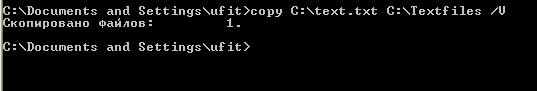 C:\Documents and Settings\ufit>copy C:\text.txt C:\Textfiles /V
Скопировано файлов:         1.
C:\Documents and Settings\ufit>